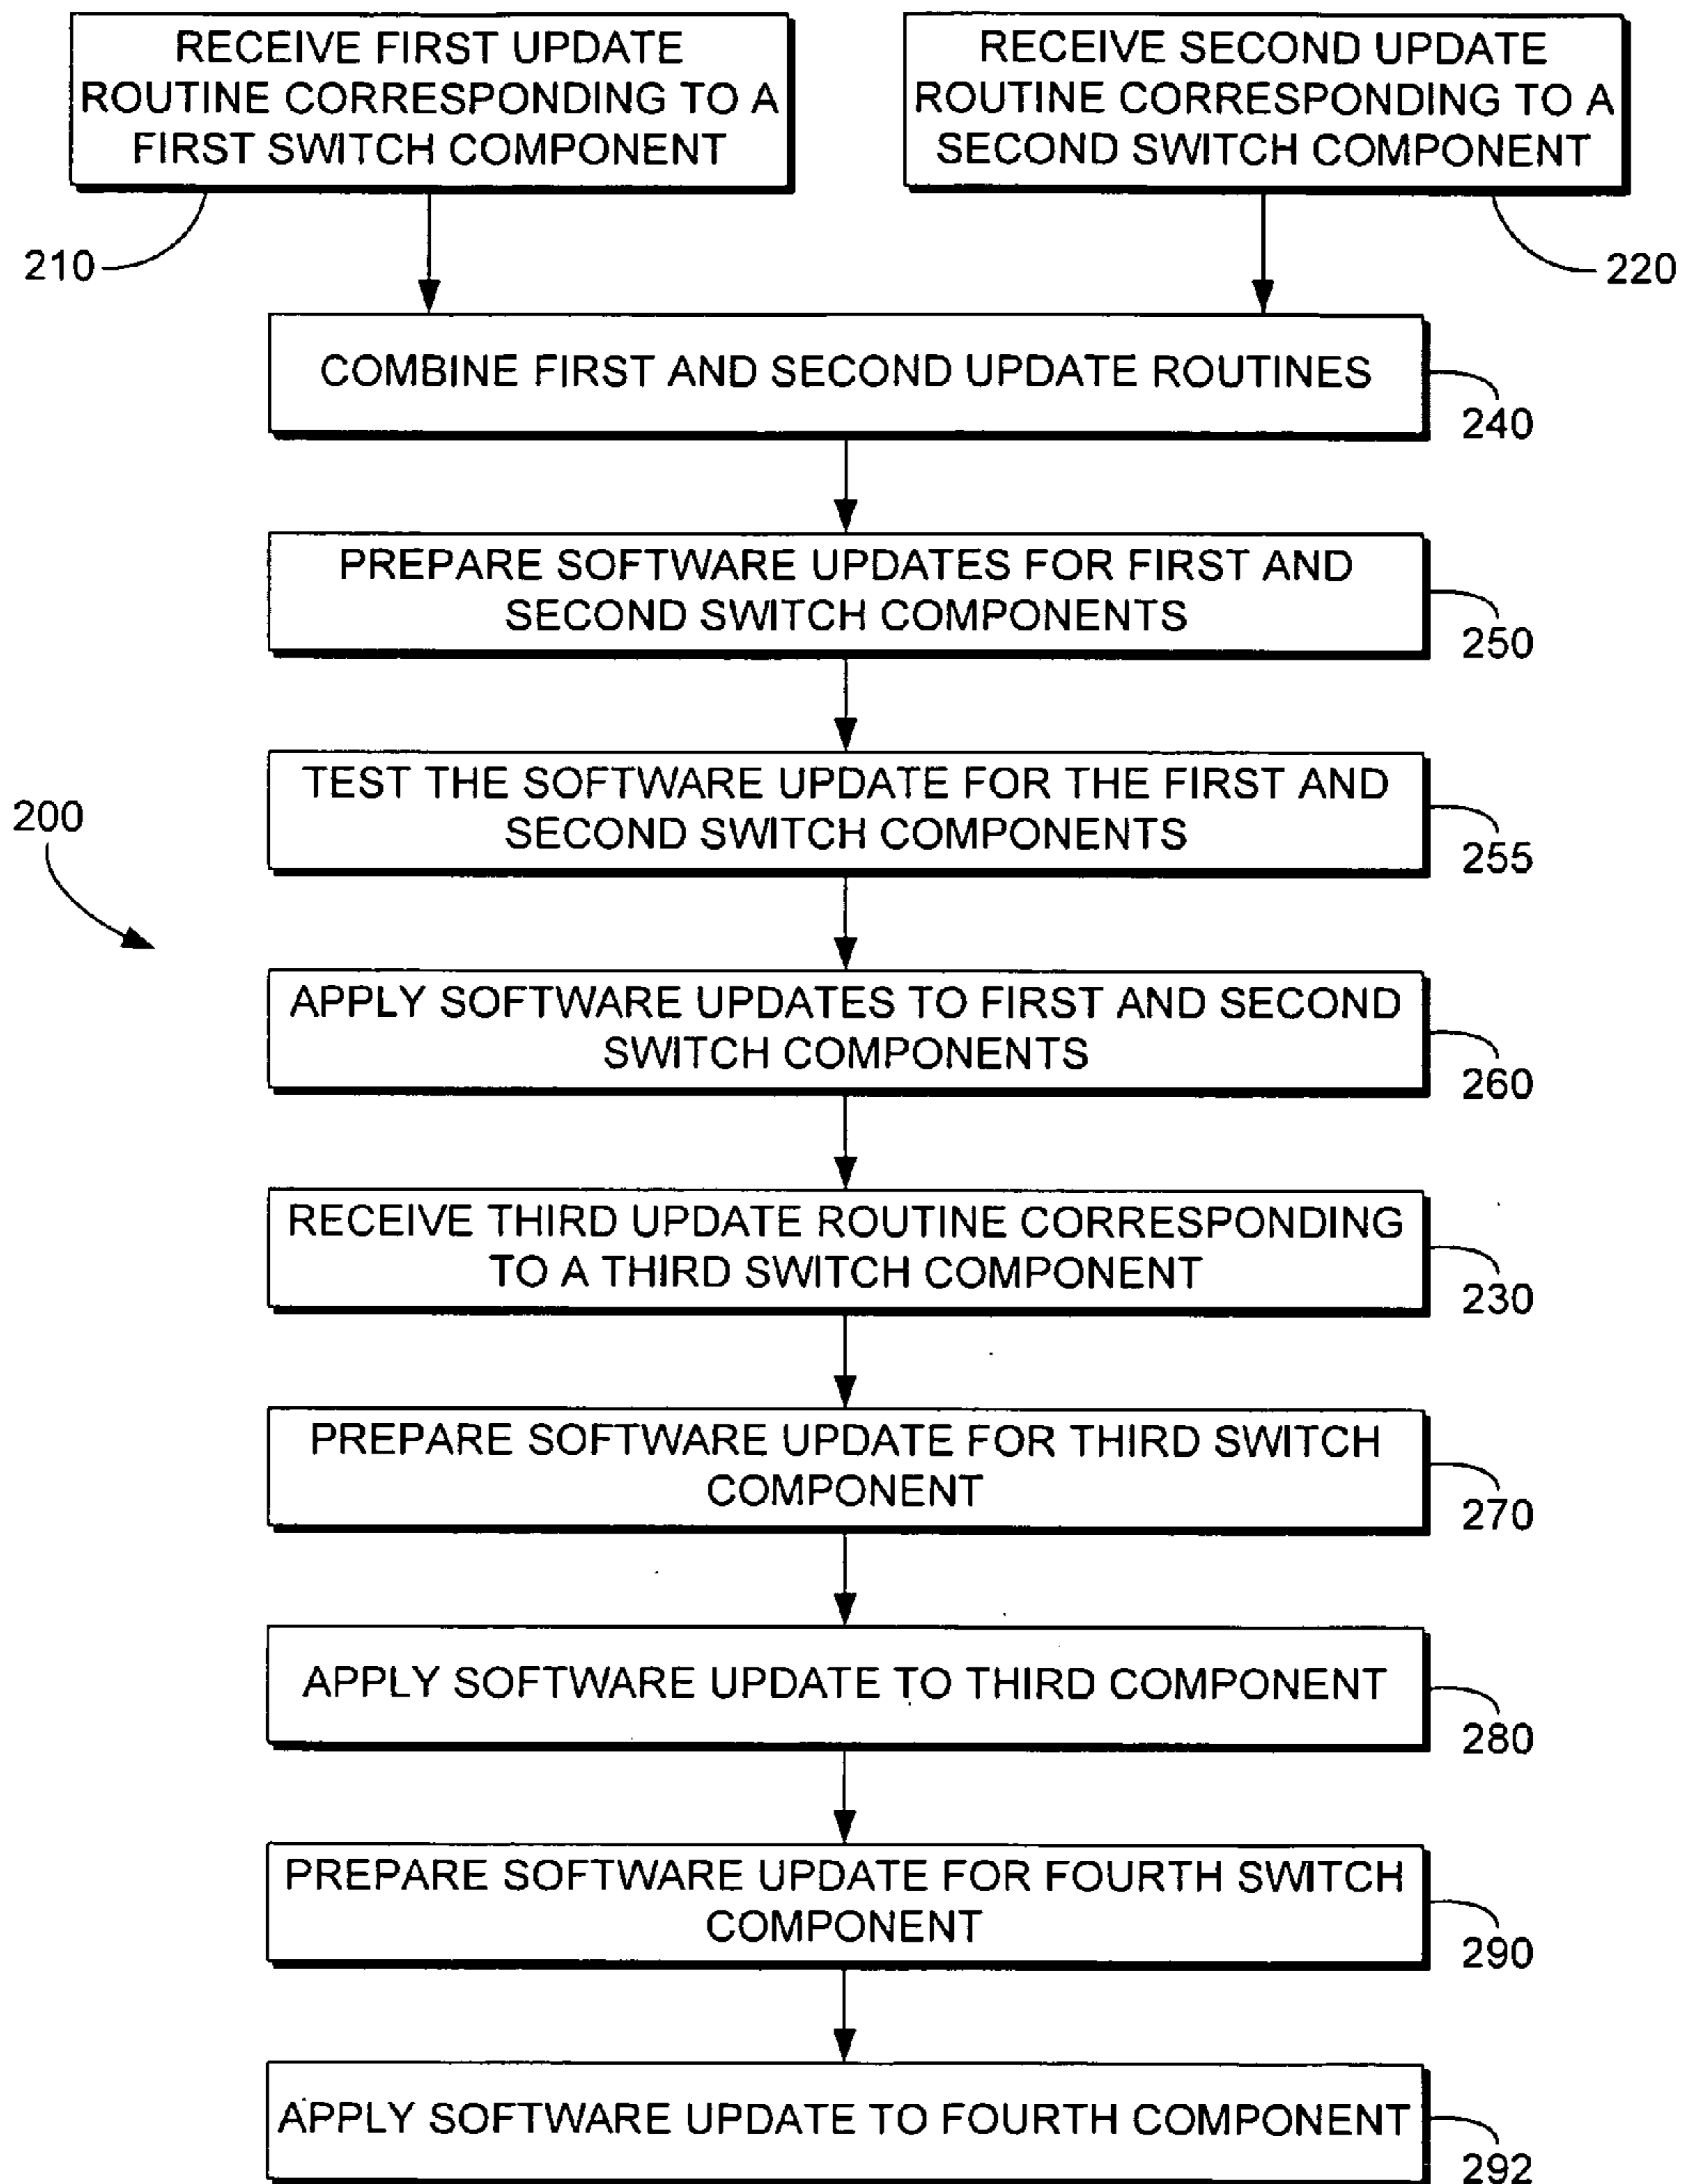 RECEIVE FIRST UPDATE
ROUTINE CORRESPONDING TO A
FIRST SWITCH COMPONENT
RECEIVE SECOND UPDATE
ROUTINE CORRESPONDING TO A
SECOND SWITCH COMPONENT
210
220
COMBINE FIRST AND SECOND UPDATE ROUTINES
240
PREPARE SOFTWARE UPDATES FOR FIRST AND
SECOND SWITCH COMPONENTS
250
TEST THE SOFTWARE UPDATE FOR THE FIRST AND
SECOND SWITCH COMPONENTS
255
200
APPLY SOFTWARE UPDATES TO FIRST AND SECOND
SWITCH COMPONENTS
260
RECEIVE THIRD UPDATE ROUTINE CORRESPONDING
TO A THIRD SWITCH COMPONENT
230
PREPARE SOFTWARE UPDATE FOR THIRD SWITCH
COMPONENT
270
APPLY SOFTWARE UPDATE TO THIRD COMPONENT
280
PREPARE SOFTWARE UPDATE FOR FOURTH SWITCH
COMPONENT
290
APPLY SOFTWARE UPDATE TO FOURTH COMPONENT
292